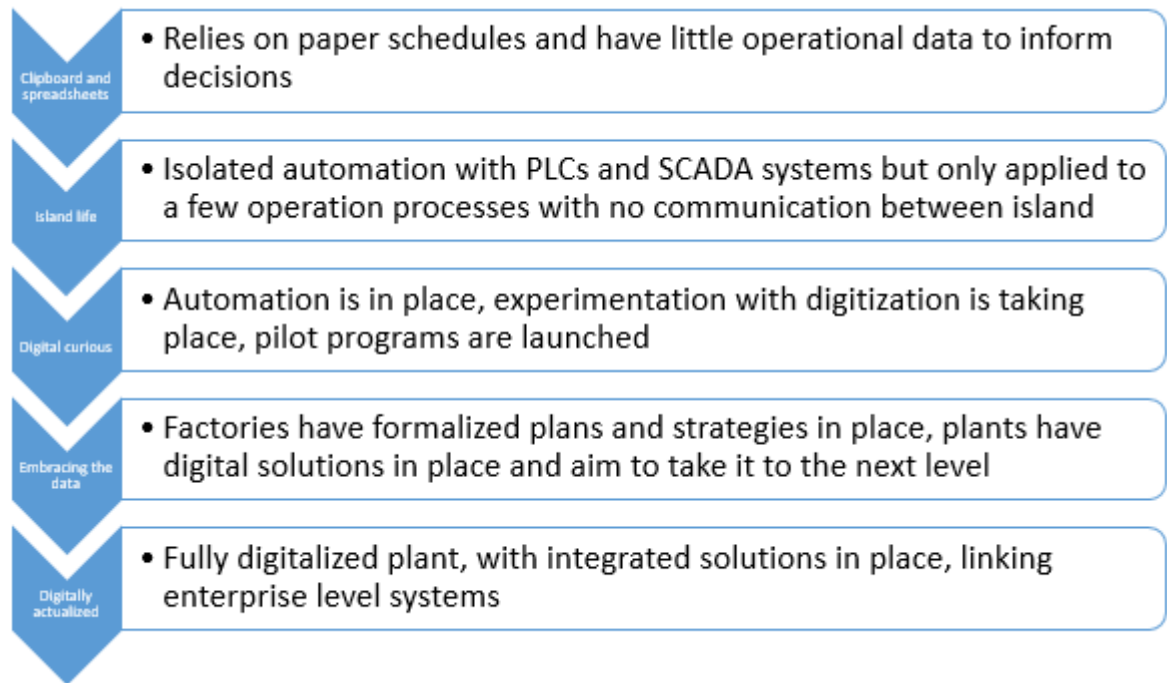 Clipboard and
spreadsheets
• Relies on paper schedules and have little operational data to inform
decisions
Island life
• Isolated automation with PLCs and SCADA systems but only applied to
a few operation processes with no communication between island
Digital curious
• Automation is in place, experimentation with digitization is taking
place, pilot programs are launched
Embracing the
data
• Factories have formalized plans and strategies in place, plants have
digital solutions in place and aim to take it to the next level
Digitally
actualized
• Fully digitalized plant, with integrated solutions in place, linking
enterprise level systems